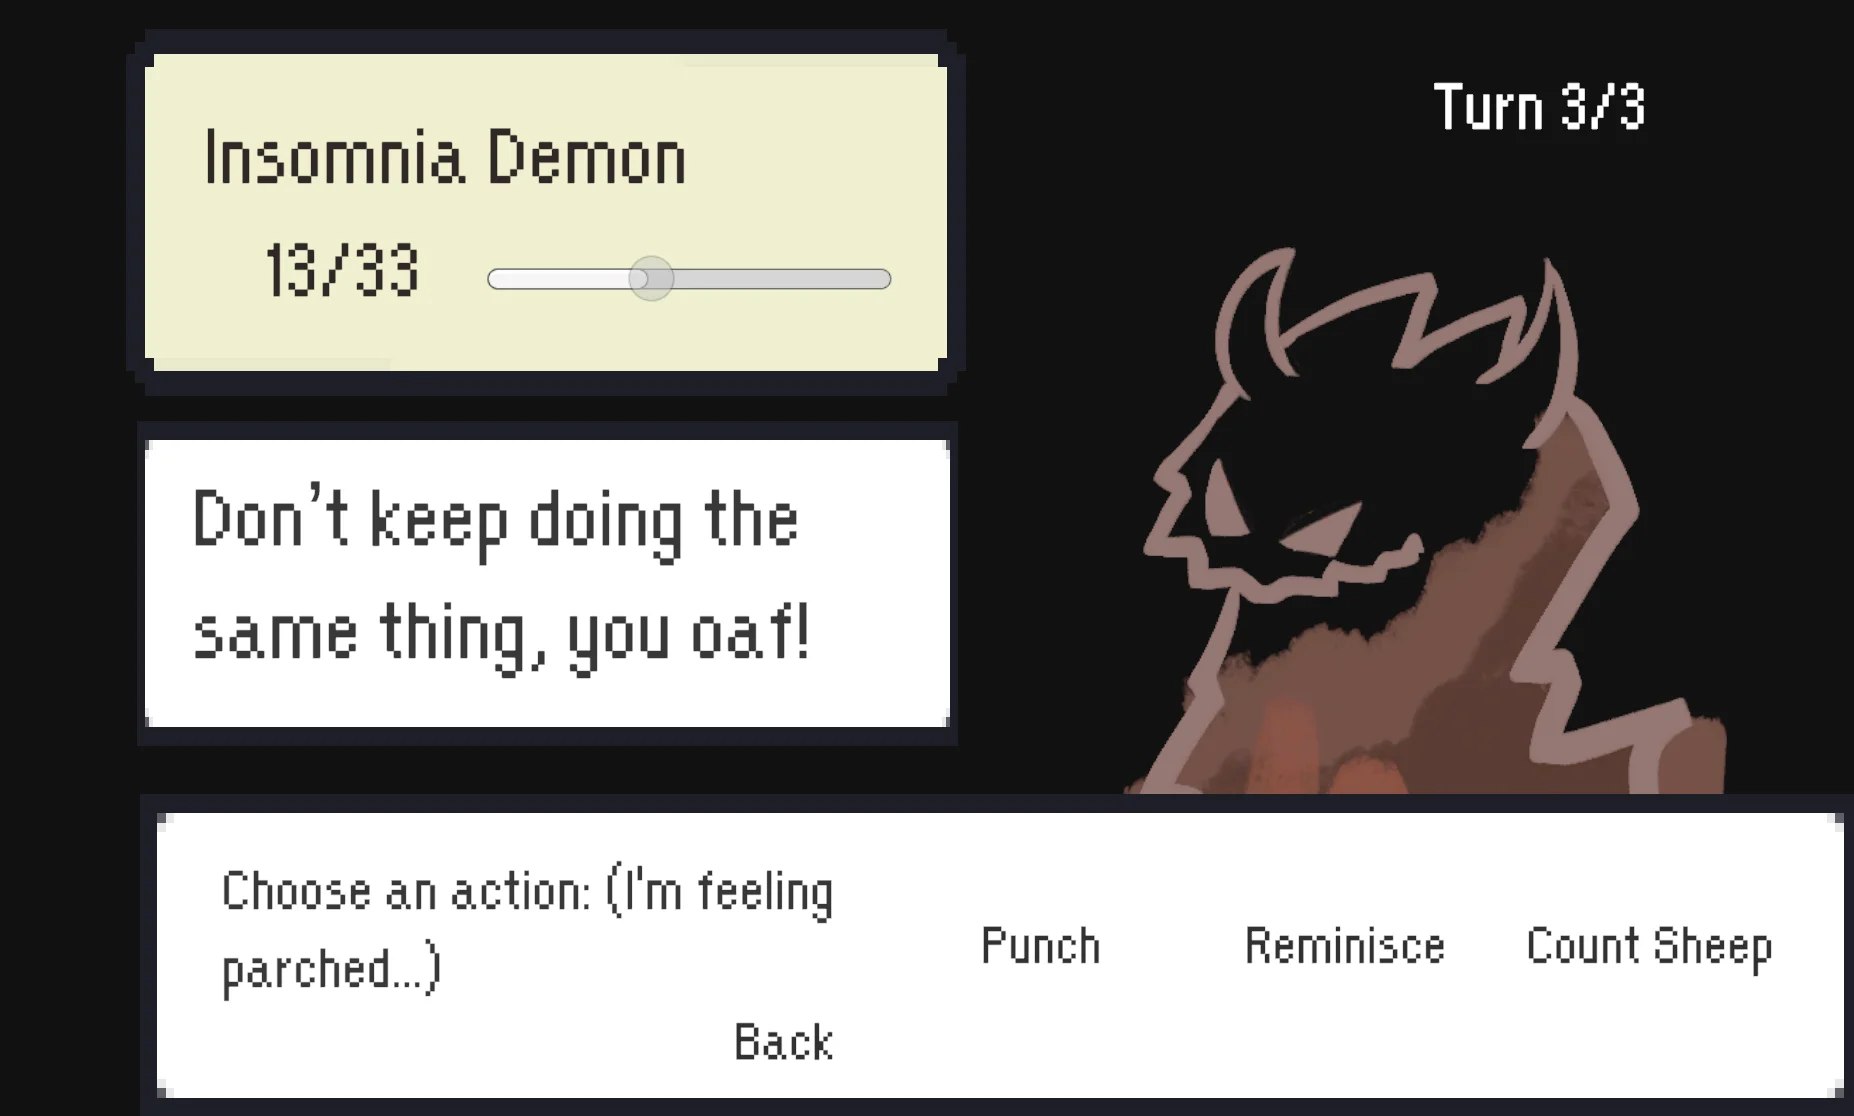 Insomnia Demon
13/33
Turn 3/3
Don't keep doing the
same thing, you oaf!
Choose an action: (I'm feeling
parched...)
Punch
Reminisce
Count Sheep
Back